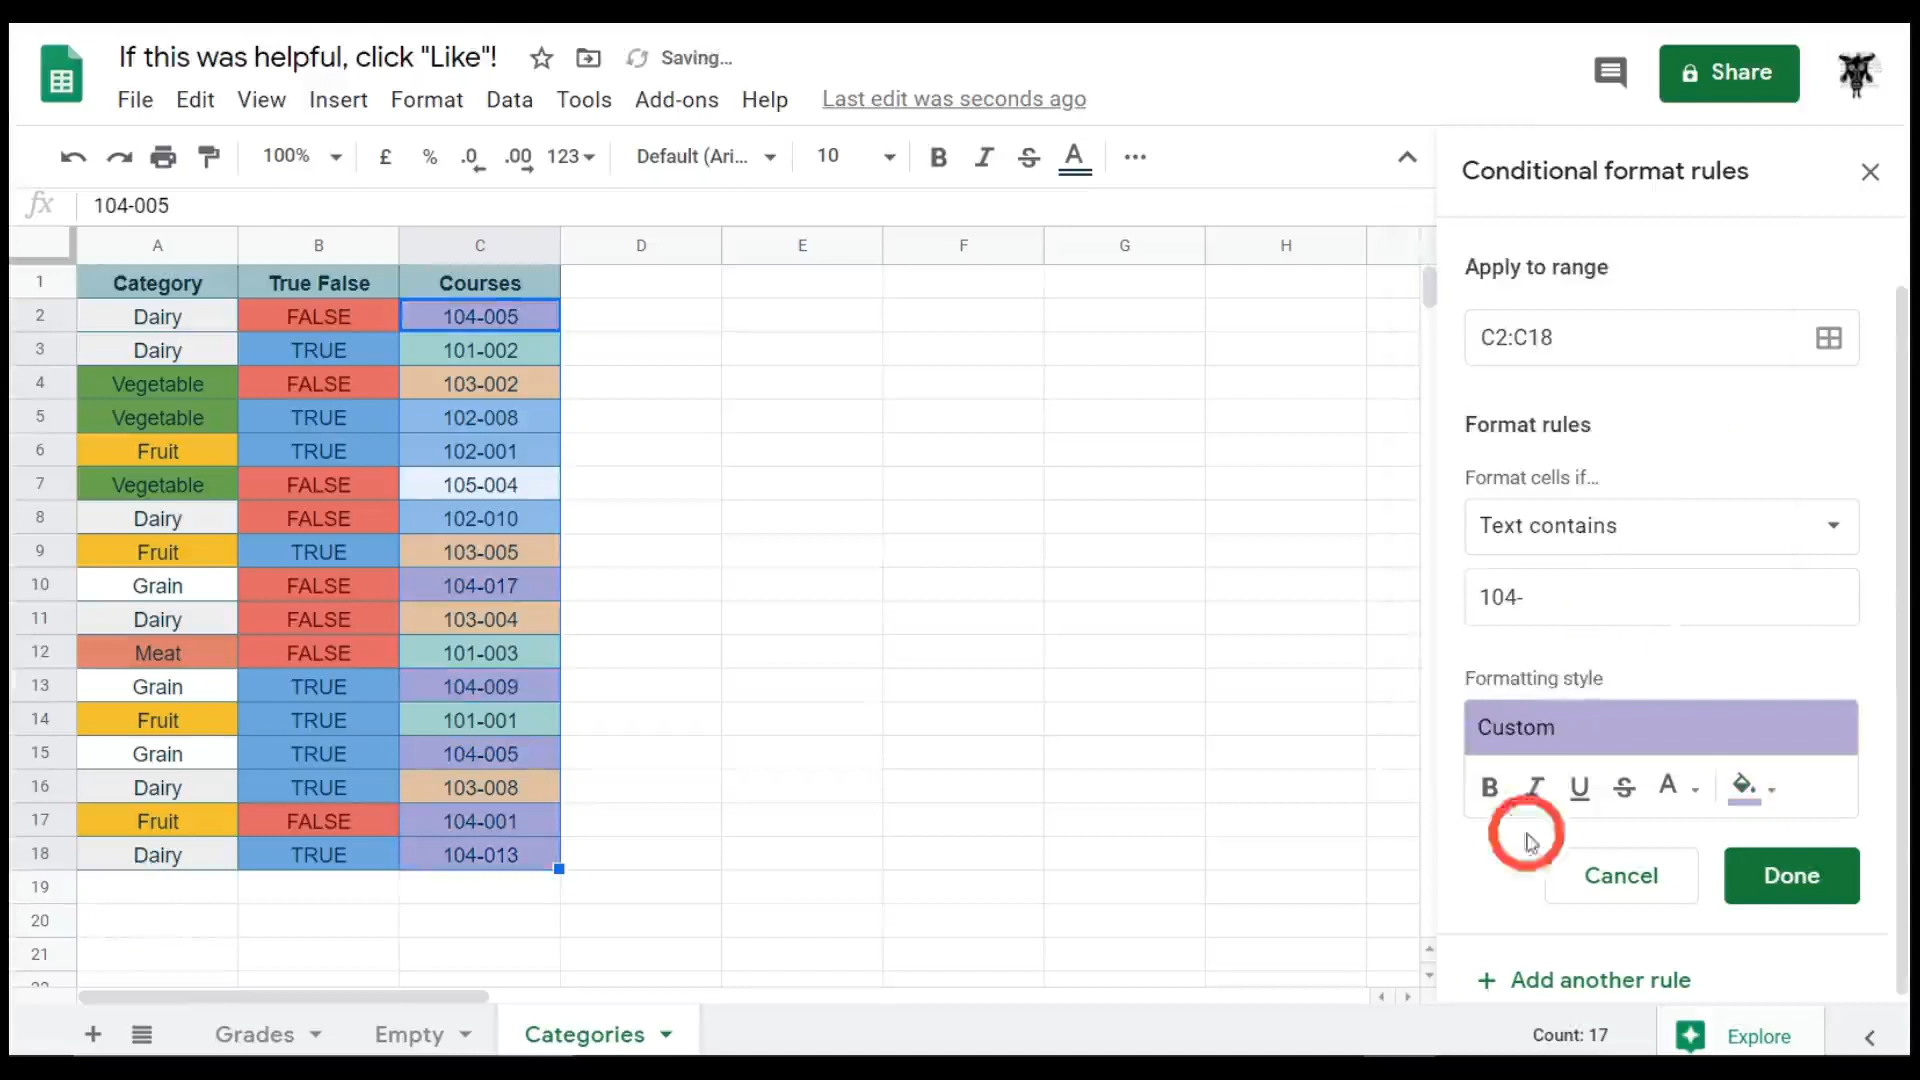 If this was helpful, click "Like"! Saving...
File Edit View Insert Format Data Tools Add-ons Help Last edit was seconds ago
Share
100% £ % .0 .00 123 Default (Ari... 10 B I S A
fx 104-005
A B C D E F G H
1 Category True False Courses
2 Dairy FALSE 104-005
3 Dairy TRUE 101-002
4 Vegetable FALSE 103-002
5 Vegetable TRUE 102-008
6 Fruit TRUE 102-001
7 Vegetable FALSE 105-004
8 Dairy FALSE 102-010
9 Fruit TRUE 103-005
10 Grain FALSE 104-017
11 Dairy FALSE 103-004
12 Meat FALSE 101-003
13 Grain TRUE 104-009
14 Fruit TRUE 101-001
15 Grain TRUE 104-005
16 Dairy TRUE 103-008
17 Fruit FALSE 104-001
18 Dairy TRUE 104-013
19
20
21
Conditional format rules
Apply to range
C2:C18
Format rules
Format cells if...
Text contains
104-
Formatting style
Custom
B I U S A
Cancel Done
+ Add another rule
+ Grades Empty Categories Count: 17 Explore